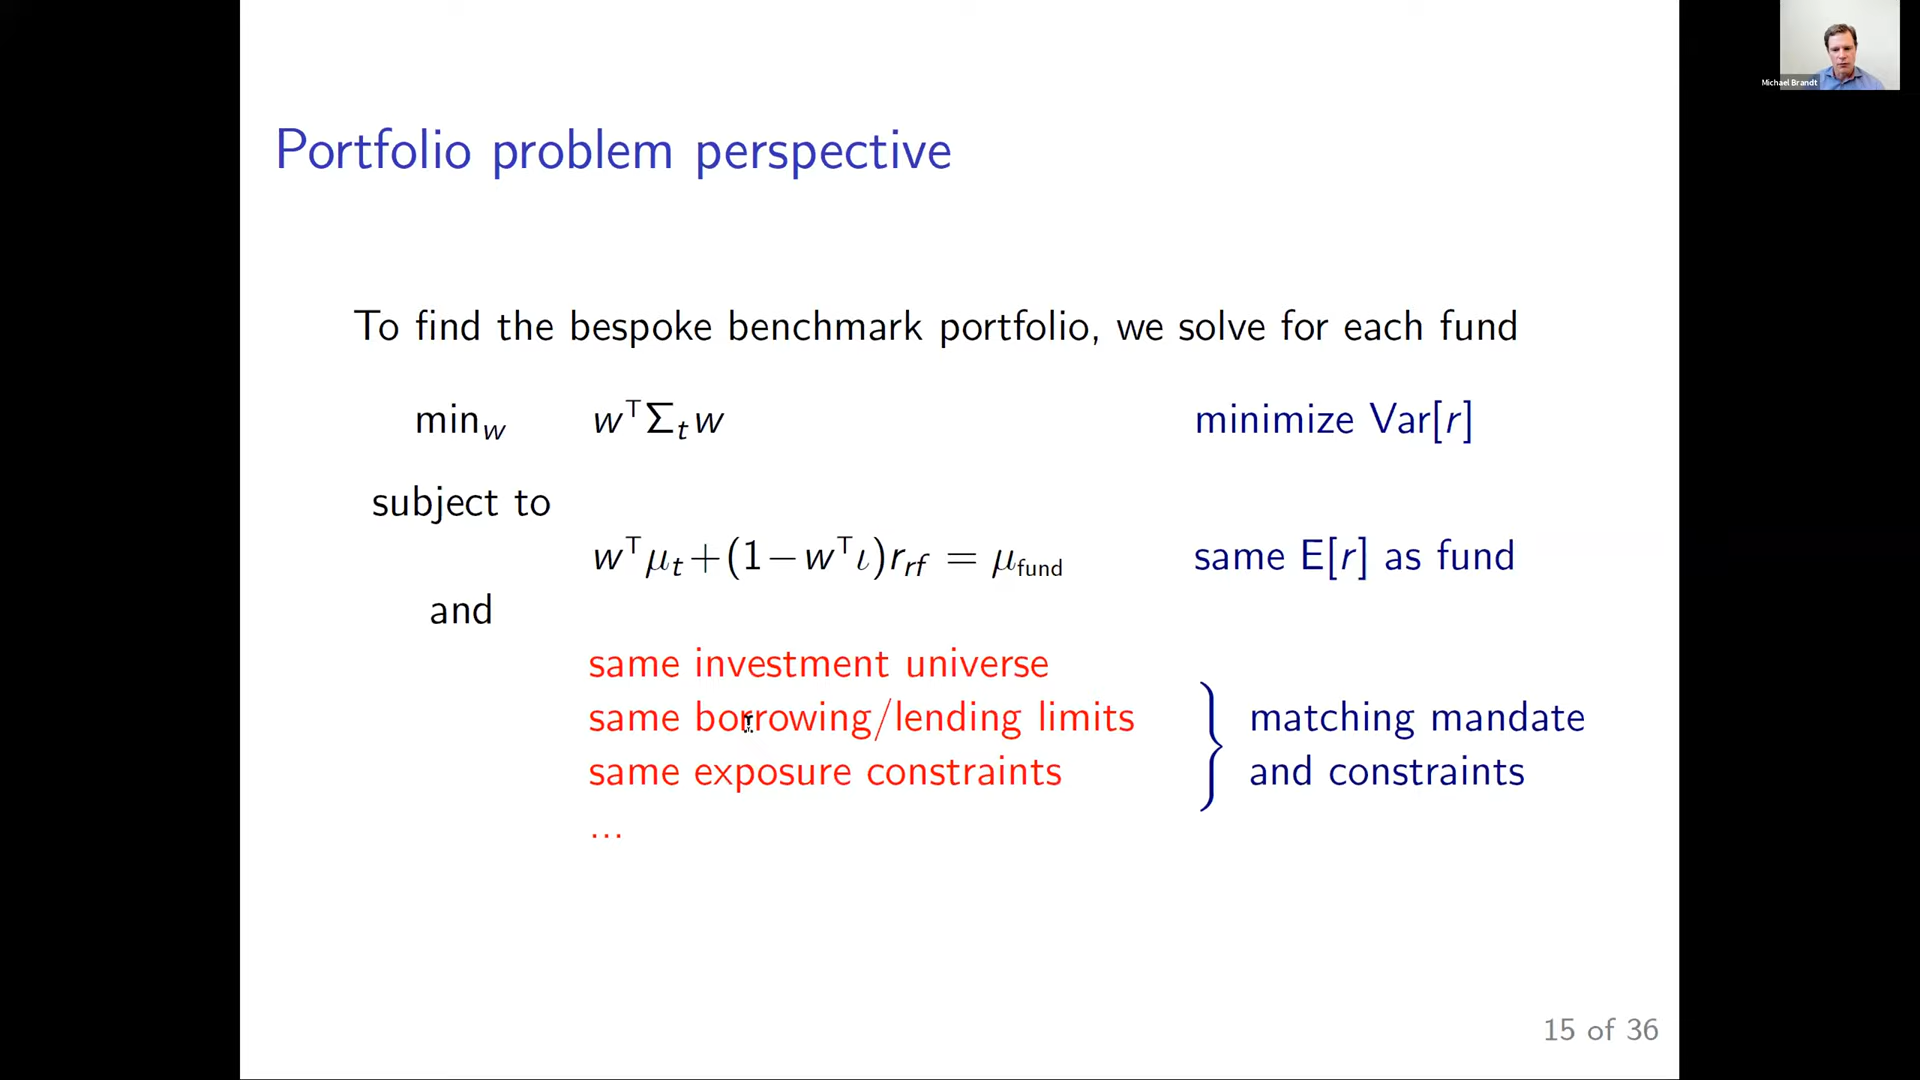 Michael Brandt
Portfolio problem perspective
To find the bespoke benchmark portfolio, we solve for each fund
min_w w^⊤Σ_t w minimize Var[r]
subject to
w^⊤μ_t + (1 − w^⊤ι)r_rf = μ_fund same E[r] as fund
and
same investment universe
same borrowing/lending limits matching mandate
same exposure constraints and constraints
...
15 of 36